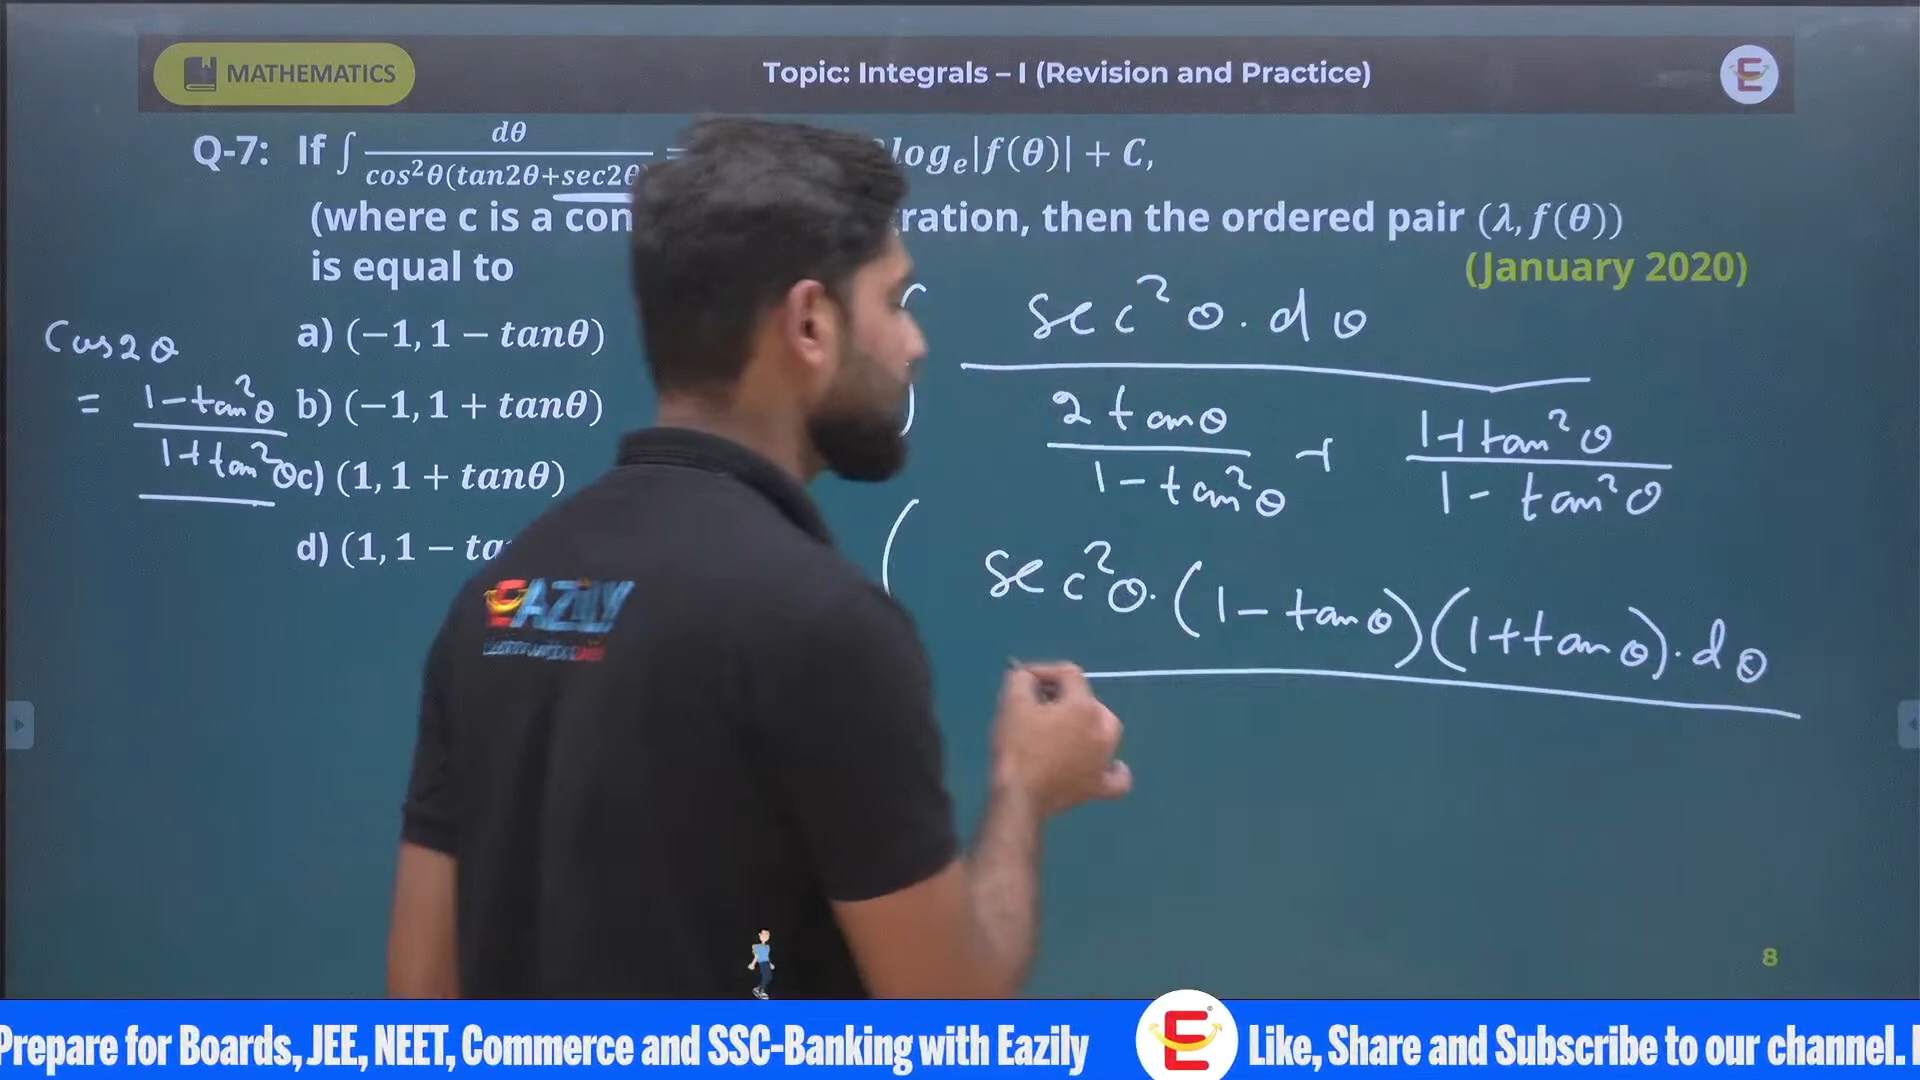 MATHEMATICS
Topic: Integrals – I (Revision and Practice)
Q-7: If ∫ dθ / cos²θ(tan2θ+sec2θ = logₑ|f(θ)| + C,
(where c is a con ration, then the ordered pair (λ, f(θ))
is equal to
(January 2020)
a) (−1, 1 − tanθ)
b) (−1, 1 + tanθ)
c) (1, 1 + tanθ)
d) (1, 1 − ta
Cos2θ
= 1-tan²θ / 1+tan²θ
∫ sec²θ.dθ
2tanθ / 1-tan²θ + 1+tan²θ / 1-tan²θ
∫ sec²θ.(1-tanθ)(1+tanθ).dθ
EAZILY
8
Prepare for Boards, JEE, NEET, Commerce and SSC-Banking with Eazily E Like, Share and Subscribe to our channel.